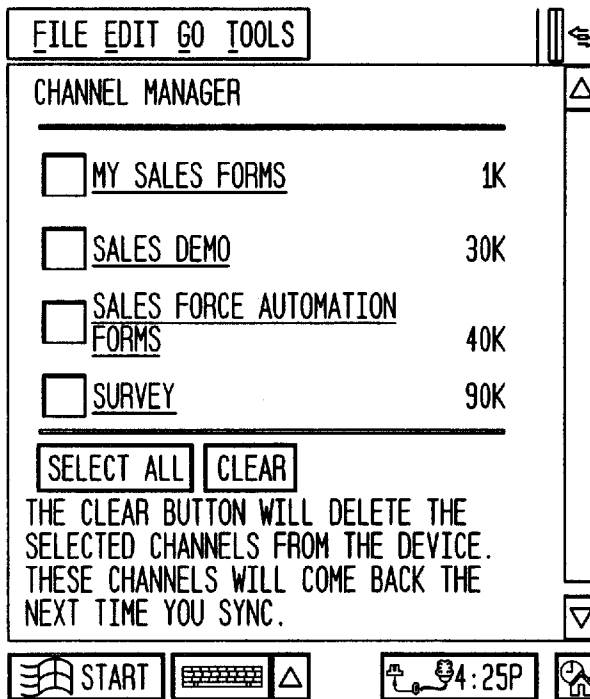 FILE EDIT GO TOOLS
CHANNEL MANAGER
MY SALES FORMS 1K
SALES DEMO 30K
SALES FORCE AUTOMATION
FORMS 40K
SURVEY 90K
SELECT ALL CLEAR
THE CLEAR BUTTON WILL DELETE THE
SELECTED CHANNELS FROM THE DEVICE.
THESE CHANNELS WILL COME BACK THE
NEXT TIME YOU SYNC.
START 4:25P